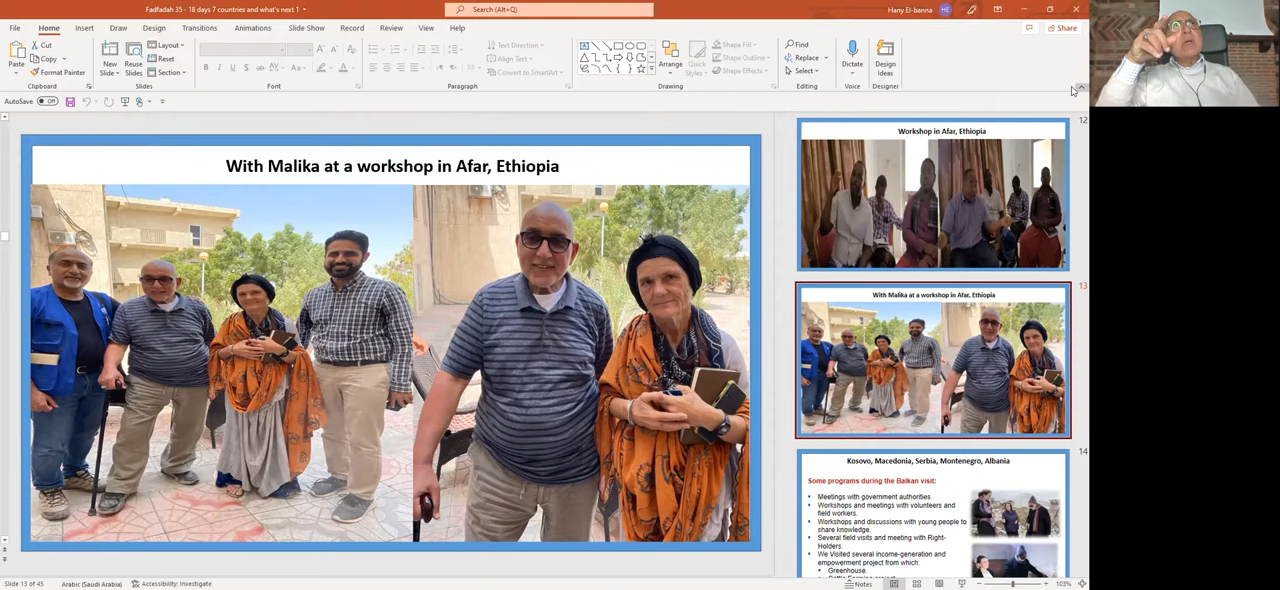 Fadfadah 35 - 18 days 7 countries and what's next 1
Search (Alt+Q)
Hany El-banna HE
File Home Insert Draw Design Transitions Animations Slide Show Record Review View Help
Share
Paste
Cut
Copy
Format Painter
Clipboard
New Slide
Reuse Slides
Layout
Reset
Section
Slides
B I U S ab AV Aa A
Font
Text Direction
Align Text
Convert to SmartArt
Paragraph
Arrange
Quick Styles
Shape Fill
Shape Outline
Shape Effects
Drawing
Find
Replace
Select
Editing
Dictate
Voice
Design Ideas
Designer
AutoSave Off
With Malika at a workshop in Afar, Ethiopia
12
Workshop in Afar, Ethiopia
13
With Malika at a workshop in Afar, Ethiopia
14
Kosovo, Macedonia, Serbia, Montenegro, Albania
Some programs during the Balkan visit:
• Meetings with government authorities.
• Workshops and meetings with volunteers and
field workers.
• Workshops and discussions with young people to
share knowledge.
• Several field visits and meeting with Right-
Holders.
• We Visited several income-generation and
empowerment project from which:
• Greenhouse.
Slide 13 of 45 Arabic (Saudi Arabia) Accessibility: Investigate
Notes 103%